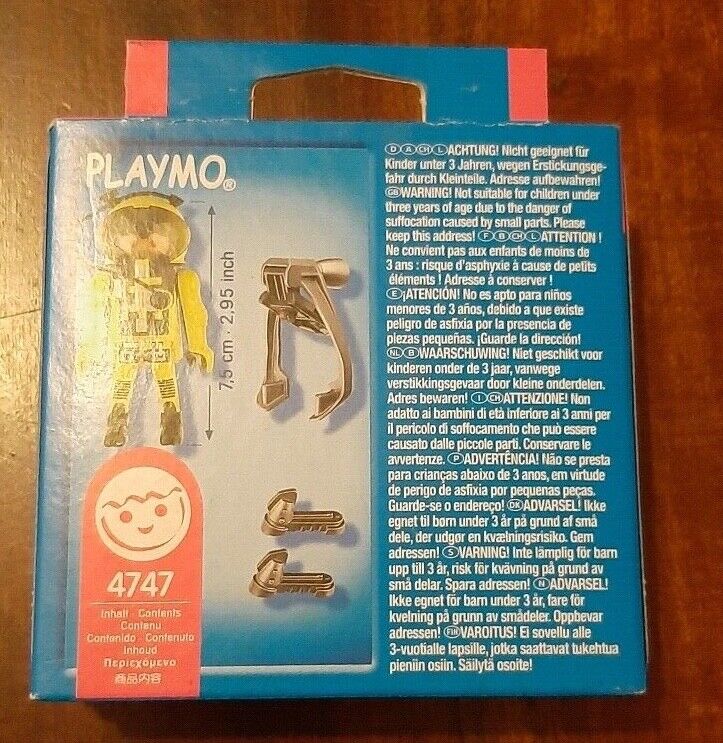 PLAYMO®
7,5 cm · 2.95 inch
4747
Inhalt · Contents
Contenu
Contenido · Contenuto
Inhoud
Περιεχόμενο
商品内容
D A CH L ACHTUNG! Nicht geeignet für
Kinder unter 3 Jahren, wegen Erstickungsge-
fahr durch Kleinteile. Adresse aufbewahren!
GB WARNING! Not suitable for children under
three years of age due to the danger of
suffocation caused by small parts. Please
keep this address! F B CH L ATTENTION !
Ne convient pas aux enfants de moins de
3 ans : risque d'asphyxie à cause de petits
éléments ! Adresse à conserver !
E ¡ATENCIÓN! No es apto para niños
menores de 3 años, debido a que existe
peligro de asfixia por la presencia de
piezas pequeñas. ¡Guarde la dirección!
NL B WAARSCHUWING! Niet geschikt voor
kinderen onder de 3 jaar, vanwege
verstikkingsgevaar door kleine onderdelen.
Adres bewaren! I CH ATTENZIONE! Non
adatto ai bambini di età inferiore ai 3 anni per
il pericolo di soffocamento che può essere
causato dalle piccole parti. Conservare le
avvertenze. P ADVERTÊNCIA! Não se presta
para crianças abaixo de 3 anos, em virtude
de perigo de asfixia por pequenas peças.
Guarde-se o endereço! DK ADVARSEL! Ikke
egnet til børn under 3 år på grund af små
dele, der udgør en kvælningsrisiko. Gem
adressen! S VARNING! Inte lämplig för barn
upp till 3 år, risk för kvävning på grund av
små delar. Spara adressen! N ADVARSEL!
Ikke egnet for barn under 3 år, fare for
kvelning på grunn av smådeler. Oppbevar
adressen! FIN VAROITUS! Ei sovellu alle
3-vuotialle lapsille, jotka saattavat tukehtua
pieniin osiin. Säilytä osoite!